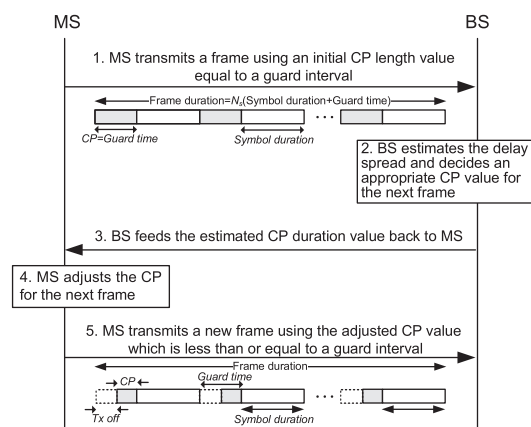 MS
BS
1. MS transmits a frame using an initial CP length value
equal to a guard interval
Frame duration=Ns(Symbol duration+Guard time)
CP=Guard time
Symbol duration
2. BS estimates the delay
spread and decides an
appropriate CP value for
the next frame
3. BS feeds the estimated CP duration value back to MS
4. MS adjusts the CP
for the next frame
5. MS transmits a new frame using the adjusted CP value
which is less than or equal to a guard interval
Frame duration
CP
Guard time
Tx off
Symbol duration